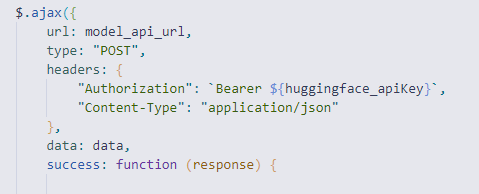 $.ajax({
url: model_api_url,
type: "POST",
headers: {
"Authorization": `Bearer ${huggingface_apiKey}`,
"Content-Type": "application/json"
},
data: data,
success: function (response) {